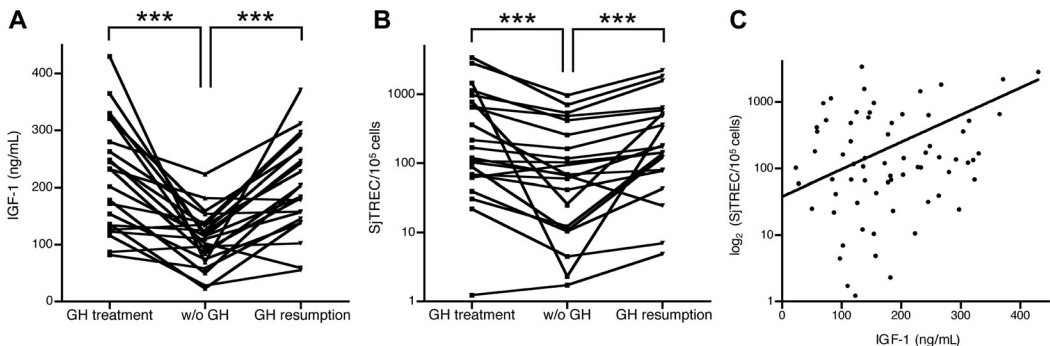 A
*** ***
IGF-1 (ng/mL)
400
300
200
100
0
GH treatment w/o GH GH resumption
B
*** ***
SjTREC/10⁵ cells
1000
100
10
1
GH treatment w/o GH GH resumption
C
log₂ (SjTREC/10⁵ cells)
1000
100
10
1
0 100 200 300 400
IGF-1 (ng/mL)